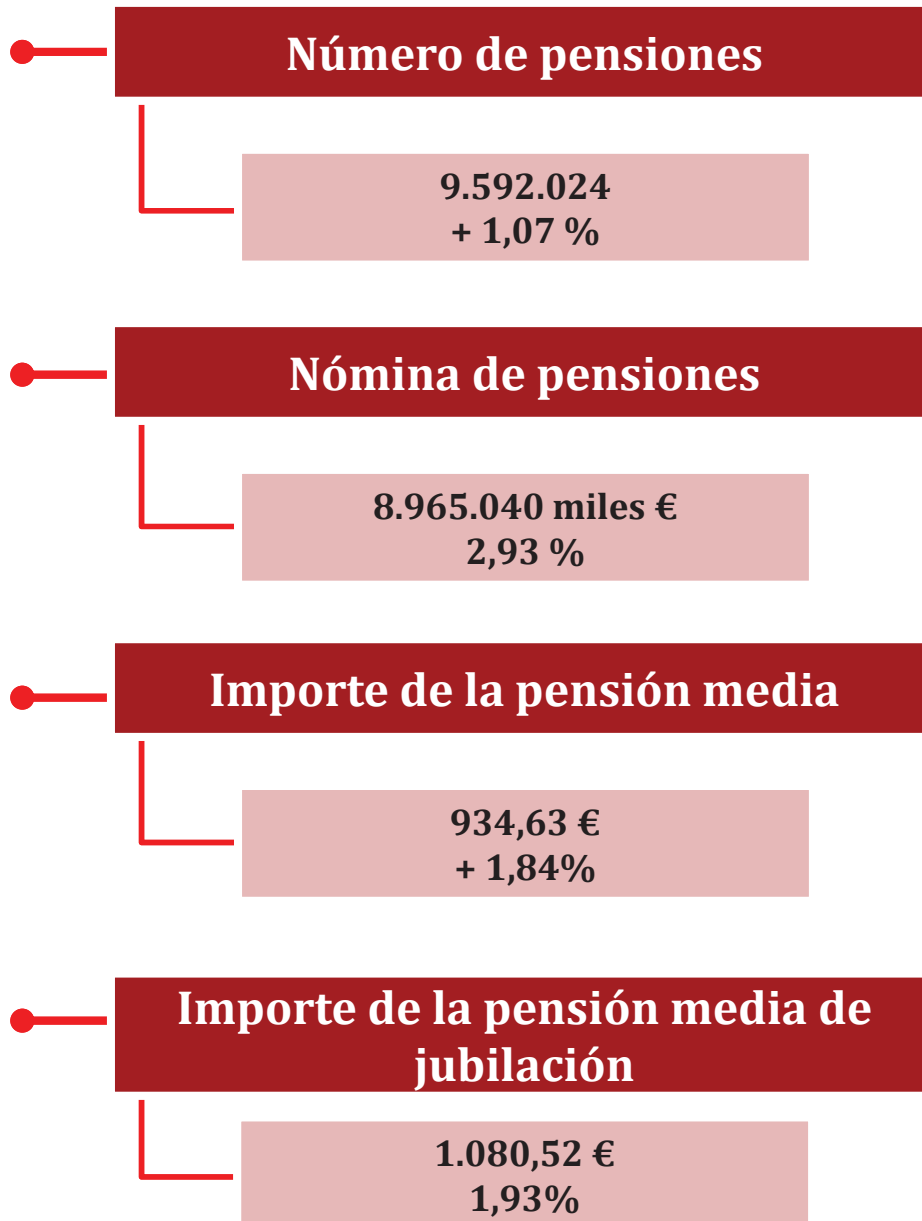 Número de pensiones
9.592.024
+ 1,07 %
Nómina de pensiones
8.965.040 miles €
2,93 %
Importe de la pensión media
934,63 €
+ 1,84%
Importe de la pensión media de
jubilación
1.080,52 €
1,93%